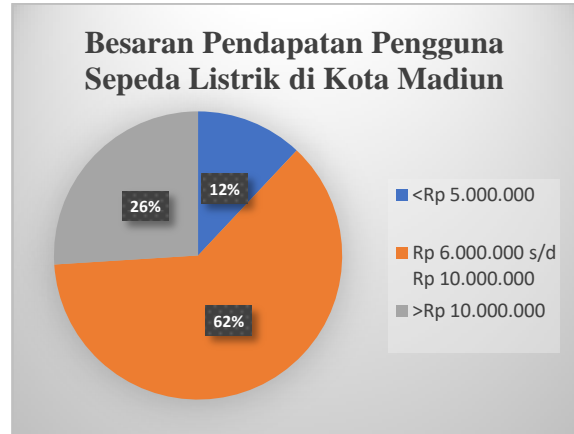 Besaran Pendapatan Pengguna
Sepeda Listrik di Kota Madiun
12%
26%
62%
<Rp 5.000.000
Rp 6.000.000 s/d
Rp 10.000.000
>Rp 10.000.000